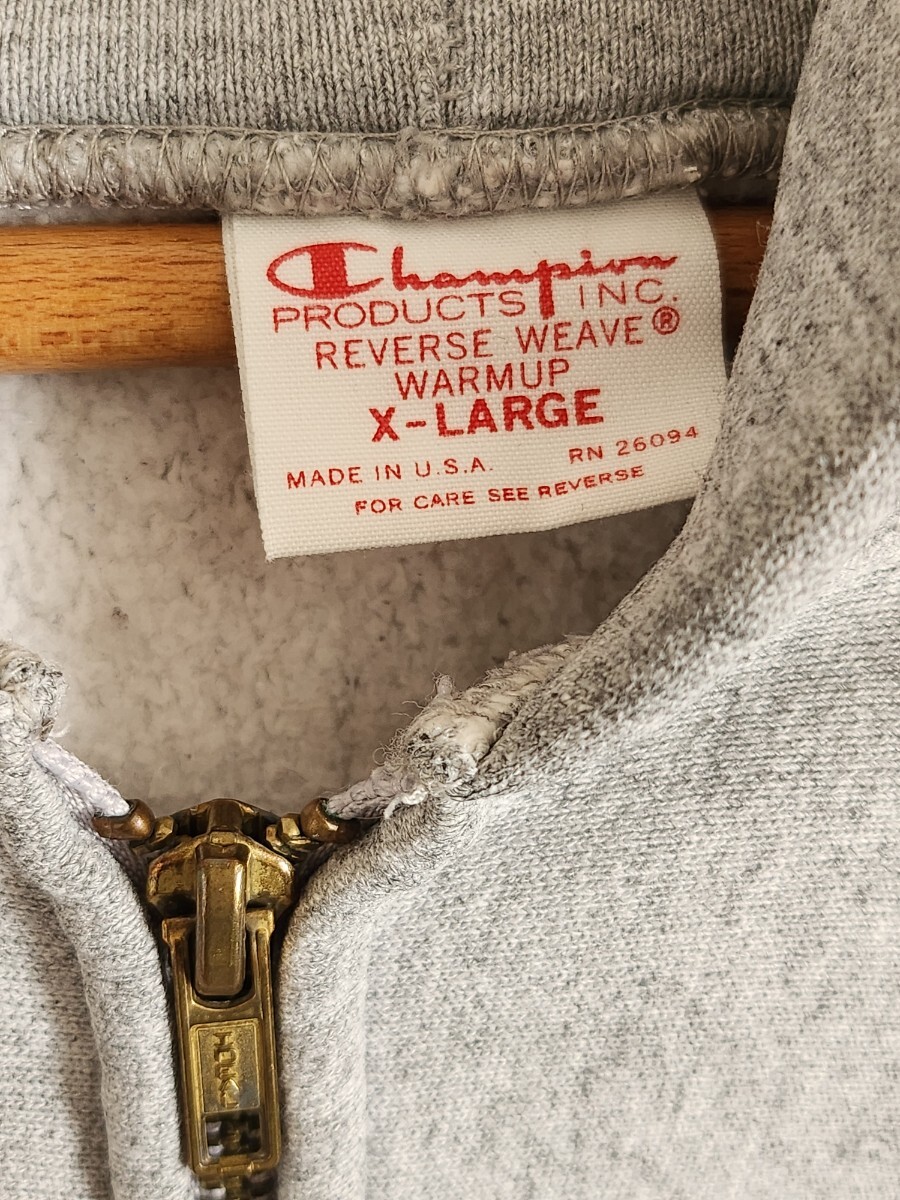 Champion
PRODUCTS INC.
REVERSE WEAVE®
WARMUP
X-LARGE
MADE IN U.S.A. RN 26094
FOR CARE SEE REVERSE